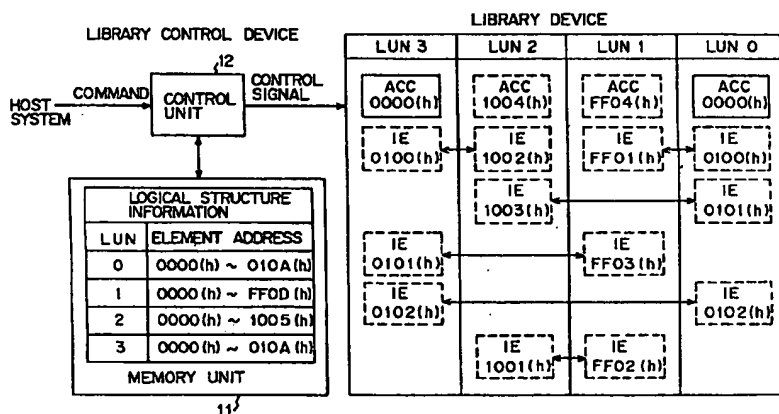 LIBRARY CONTROL DEVICE
12
HOST SYSTEM
COMMAND
CONTROL UNIT
CONTROL SIGNAL
LOGICAL STRUCTURE INFORMATION
LUN ELEMENT ADDRESS
0 0000(h) ~ 010A(h)
1 0000(h) ~ FF0D(h)
2 0000(h) ~ 1005(h)
3 0000(h) ~ 010A(h)
MEMORY UNIT
11
LIBRARY DEVICE
LUN 3 LUN 2 LUN 1 LUN 0
ACC ACC ACC ACC
0000(h) 1004(h) FF04(h) 0000(h)
IE IE IE IE
0100(h) 1002(h) FF01(h) 0100(h)
IE IE
1003(h) 0101(h)
IE IE
0101(h) FF03(h)
IE IE
0102(h) 0102(h)
IE IE
1001(h) FF02(h)